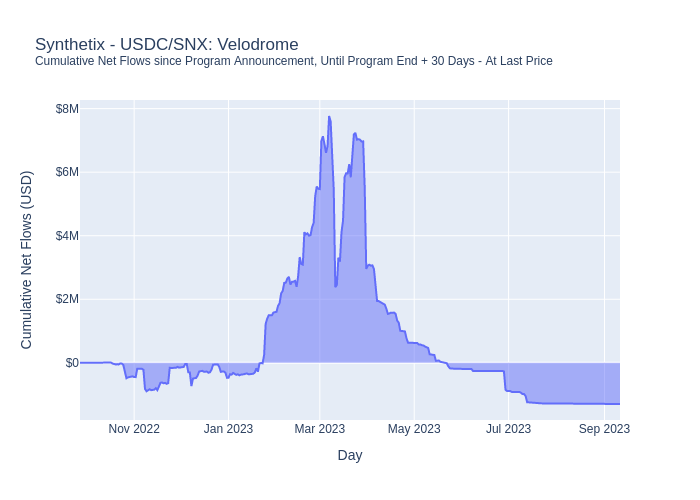 Synthetix - USDC/SNX: Velodrome
Cumulative Net Flows since Program Announcement, Until Program End + 30 Days - At Last Price
Cumulative Net Flows (USD)
$8M
$6M
$4M
$2M
$0
Nov 2022 Jan 2023 Mar 2023 May 2023 Jul 2023 Sep 2023
Day